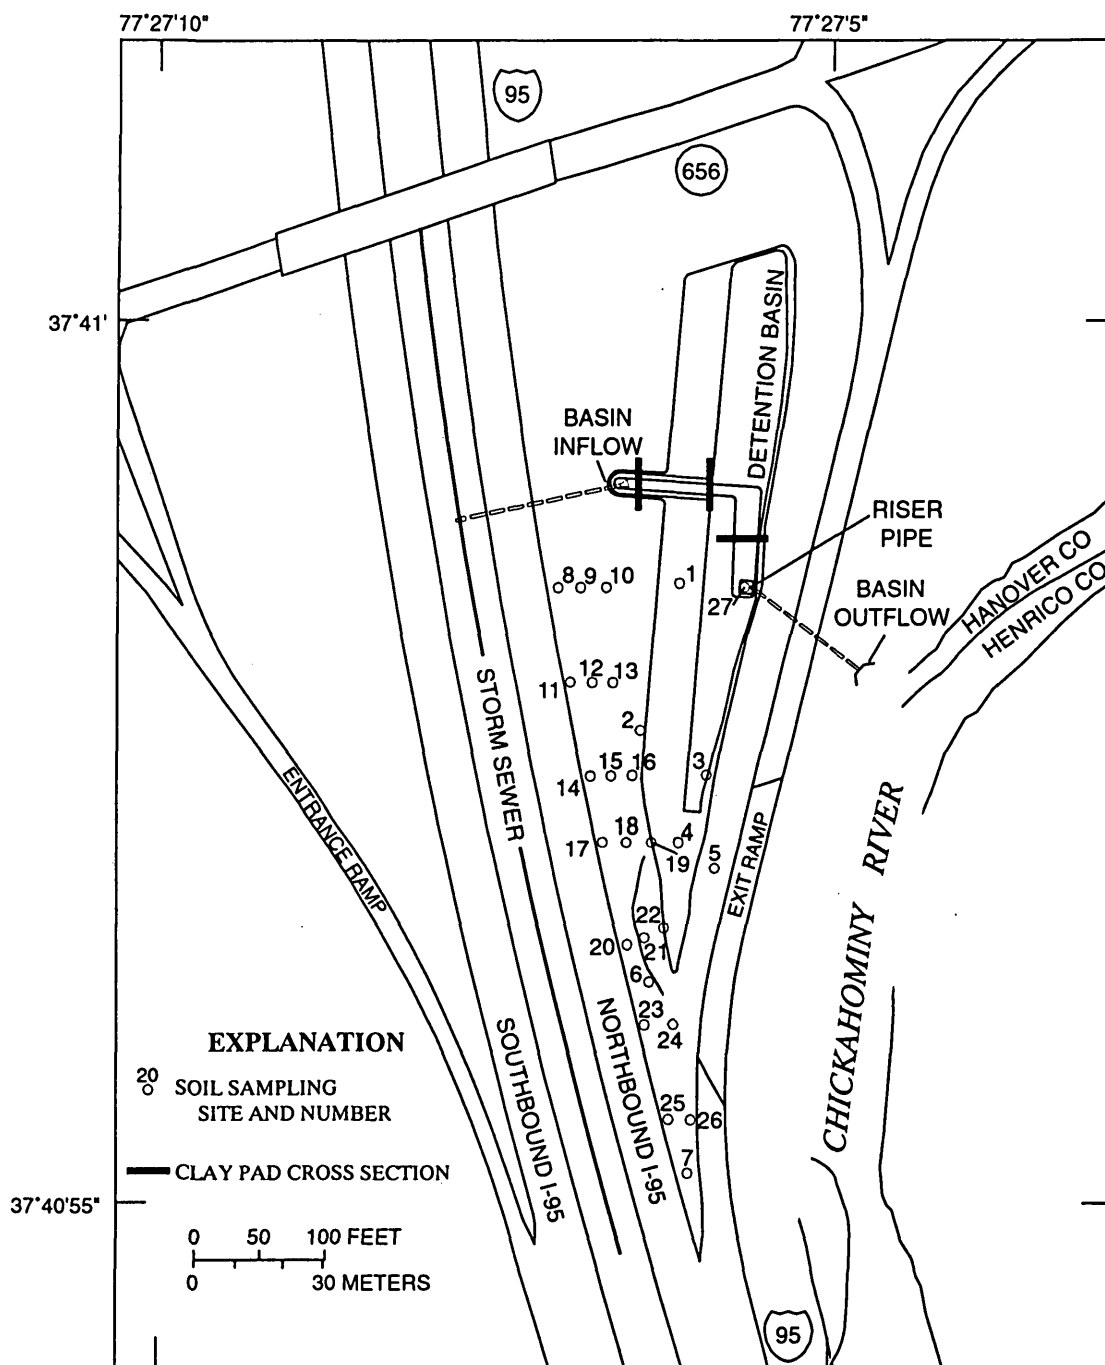 77°27'10"
77°27'5"
95
656
37°41'
DETENTION BASIN
BASIN
INFLOW
RISER
PIPE
HANOVER CO
HENRICO CO
BASIN
OUTFLOW
8 9 10
1
27
11 12 13
2
14 15 16
3
STORM SEWER
17 18 19
4
5
ENTRANCE RAMP
EXIT RAMP
CHICKAHOMINY RIVER
20 21 22
6
23
24
SOUTHBOUND I-95
NORTHBOUND I-95
25 26
7
EXPLANATION
20
SOIL SAMPLING
SITE AND NUMBER
CLAY PAD CROSS SECTION
37°40'55"
0 50 100 FEET
0 30 METERS
95